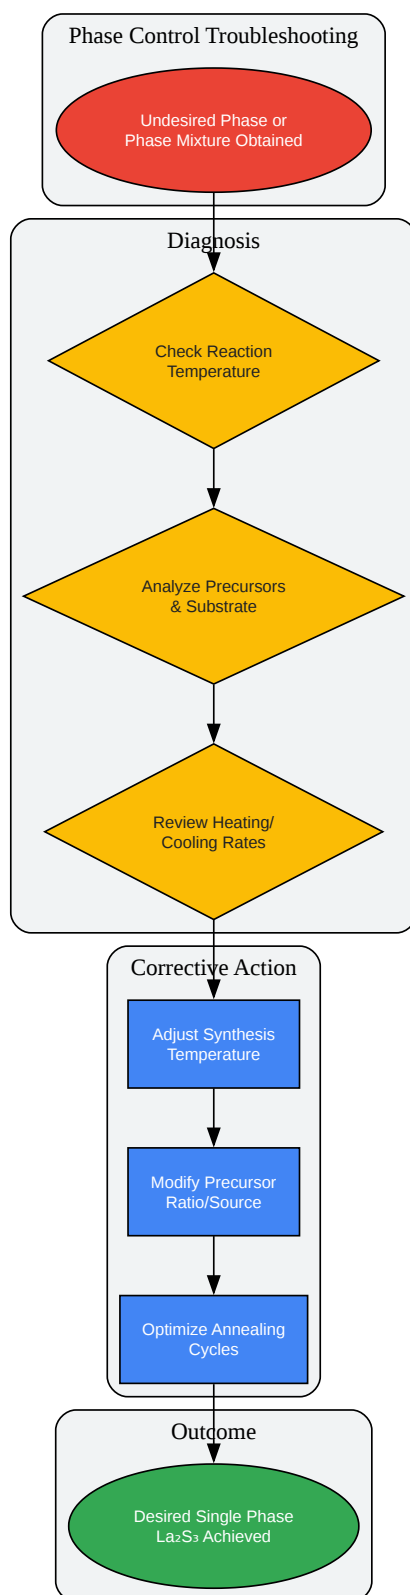 Phase Control Troubleshooting
Undesired Phase or
Phase Mixture Obtained
Diagnosis
Check Reaction
Temperature
Analyze Precursors
& Substrate
Review Heating/
Cooling Rates
Corrective Action
Adjust Synthesis
Temperature
Modify Precursor
Ratio/Source
Optimize Annealing
Cycles
Outcome
Desired Single Phase
La₂S₃ Achieved